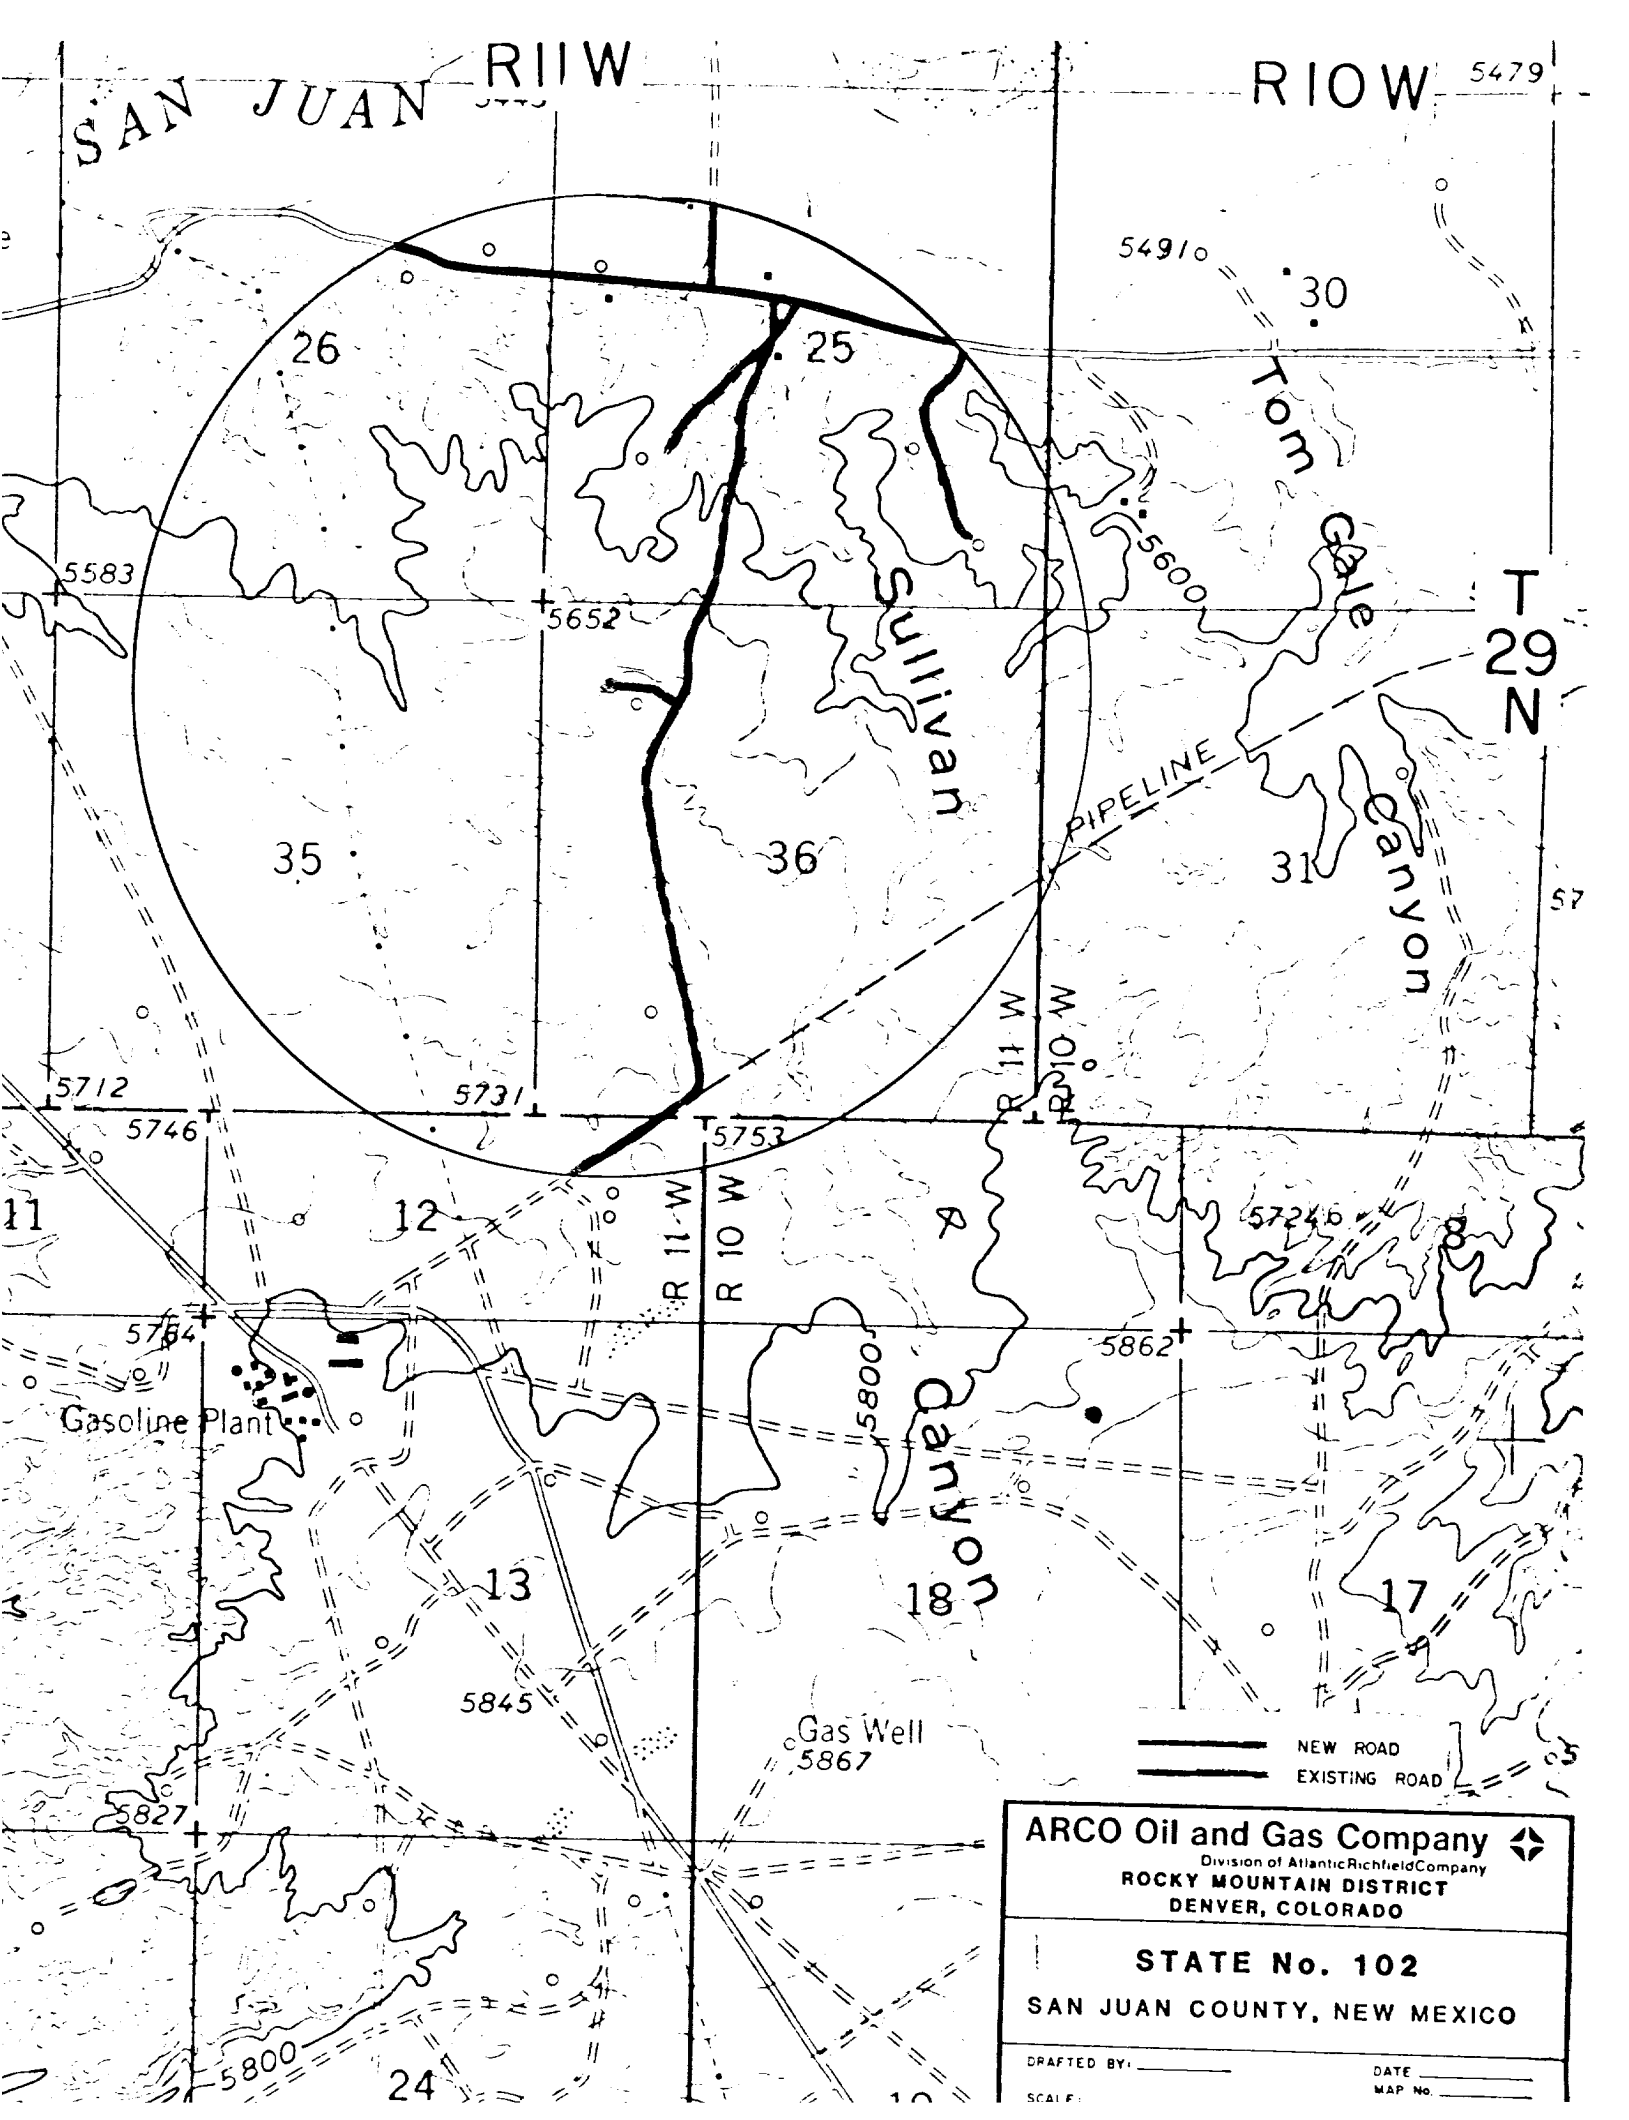 R11W
R10W
5479
SAN JUAN
54910
30
26
25
Tom
Gale
Canyon
5583
5652
5600
T
29
N
Sullivan
Canyon
PIPELINE
35
36
31
57
R 11 W
R 10 W
5712
5731
5746
5753
11
12
R 11 W
R 10 W
57246
8
5764
5862
5800
Gasoline Plant
13
18
17
5845
Gas Well
5867
NEW ROAD
EXISTING ROAD
5827
ARCO Oil and Gas Company
Division of AtlanticRichfieldCompany
ROCKY MOUNTAIN DISTRICT
DENVER, COLORADO
STATE No. 102
SAN JUAN COUNTY, NEW MEXICO
5800
24
DRAFTED BY:
DATE
MAP No.
SCALE: